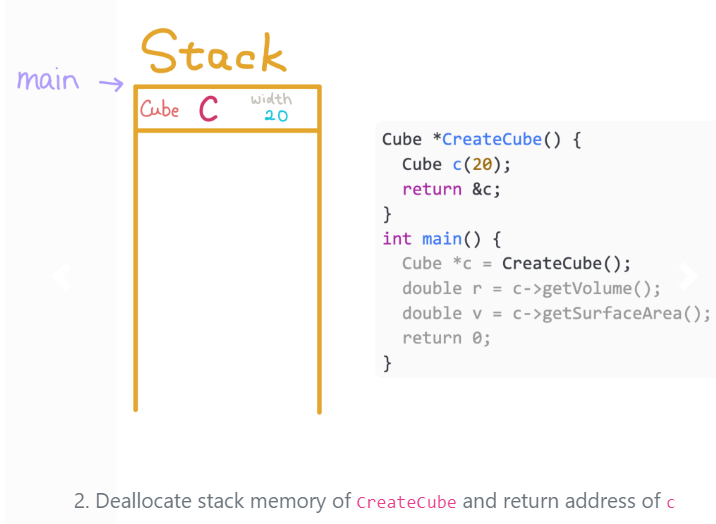 Stack
main
Cube C width
20
Cube *CreateCube() {
Cube c(20);
return &c;
}
int main() {
Cube *c = CreateCube();
double r = c->getVolume();
double v = c->getSurfaceArea();
return 0;
}
2. Deallocate stack memory of CreateCube and return address of c